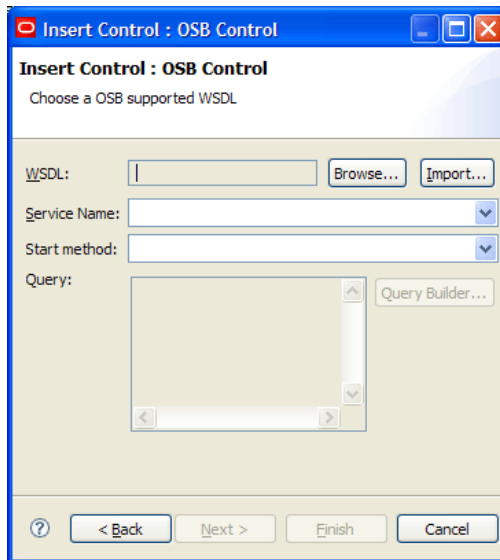 Insert Control : OSB Control
Insert Control : OSB Control
Choose a OSB supported WSDL
WSDL: Browse... Import...
Service Name:
Start method:
Query: Query Builder...
? < Back Next > Finish Cancel